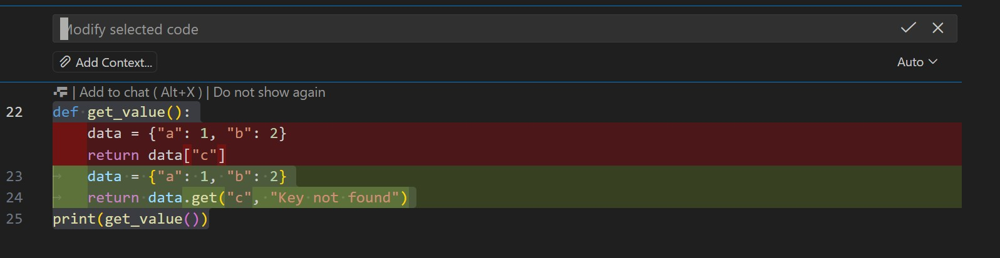 Modify selected code
Add Context...
Auto
| Add to chat ( Alt+X ) | Do not show again
22 def get_value():
data = {"a": 1, "b": 2}
return data["c"]
23 data = {"a": 1, "b": 2}
24 return data.get("c", "Key not found")
25 print(get_value())